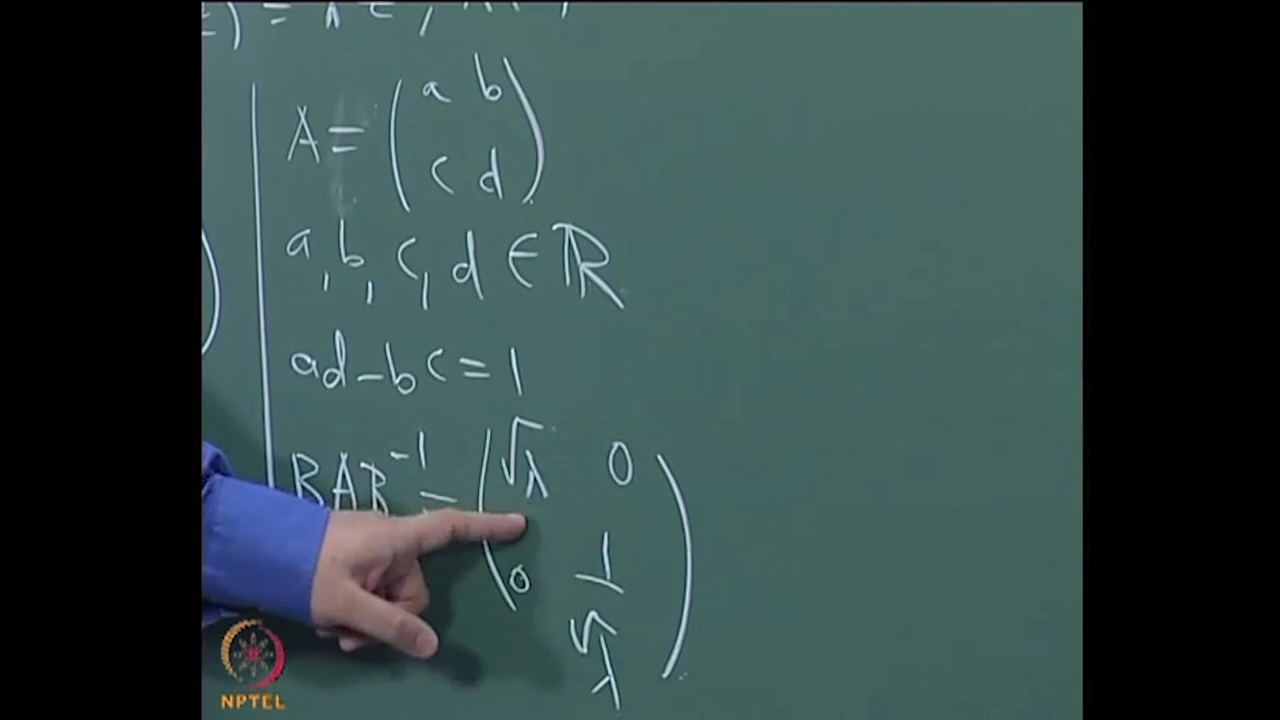 A = ( a b
c d )
a, b, c, d ∈ ℝ
ad - bc = 1
BAB⁻¹ = ( √λ 0
0 1/√λ )
NPTEL